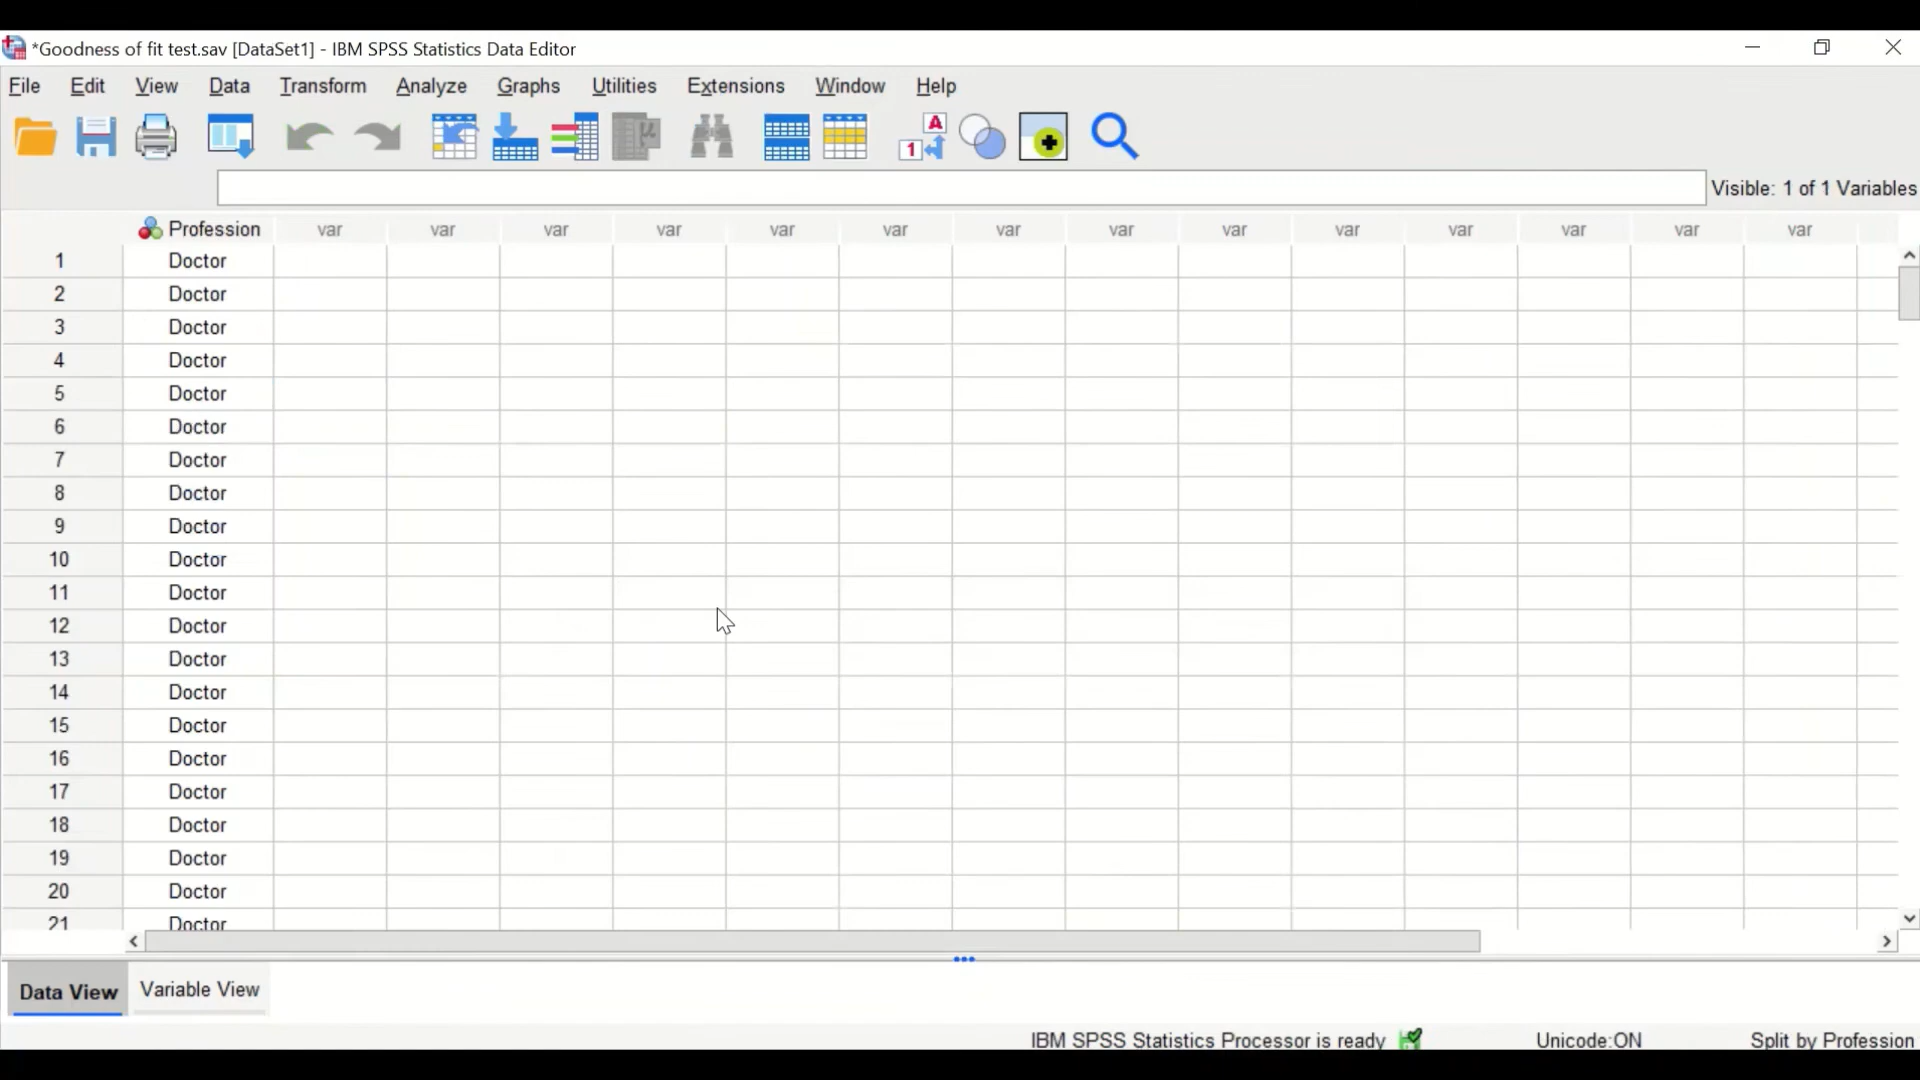 *Goodness of fit test.sav [DataSet1] - IBM SPSS Statistics Data Editor
File Edit View Data Transform Analyze Graphs Utilities Extensions Window Help
A
1
µ
Visible: 1 of 1 Variables
Profession var var var var var var var var var var var var var var
1 Doctor
2 Doctor
3 Doctor
4 Doctor
5 Doctor
6 Doctor
7 Doctor
8 Doctor
9 Doctor
10 Doctor
11 Doctor
12 Doctor
13 Doctor
14 Doctor
15 Doctor
16 Doctor
17 Doctor
18 Doctor
19 Doctor
20 Doctor
21 Doctor
Data View Variable View
IBM SPSS Statistics Processor is ready Unicode:ON Split by Profession